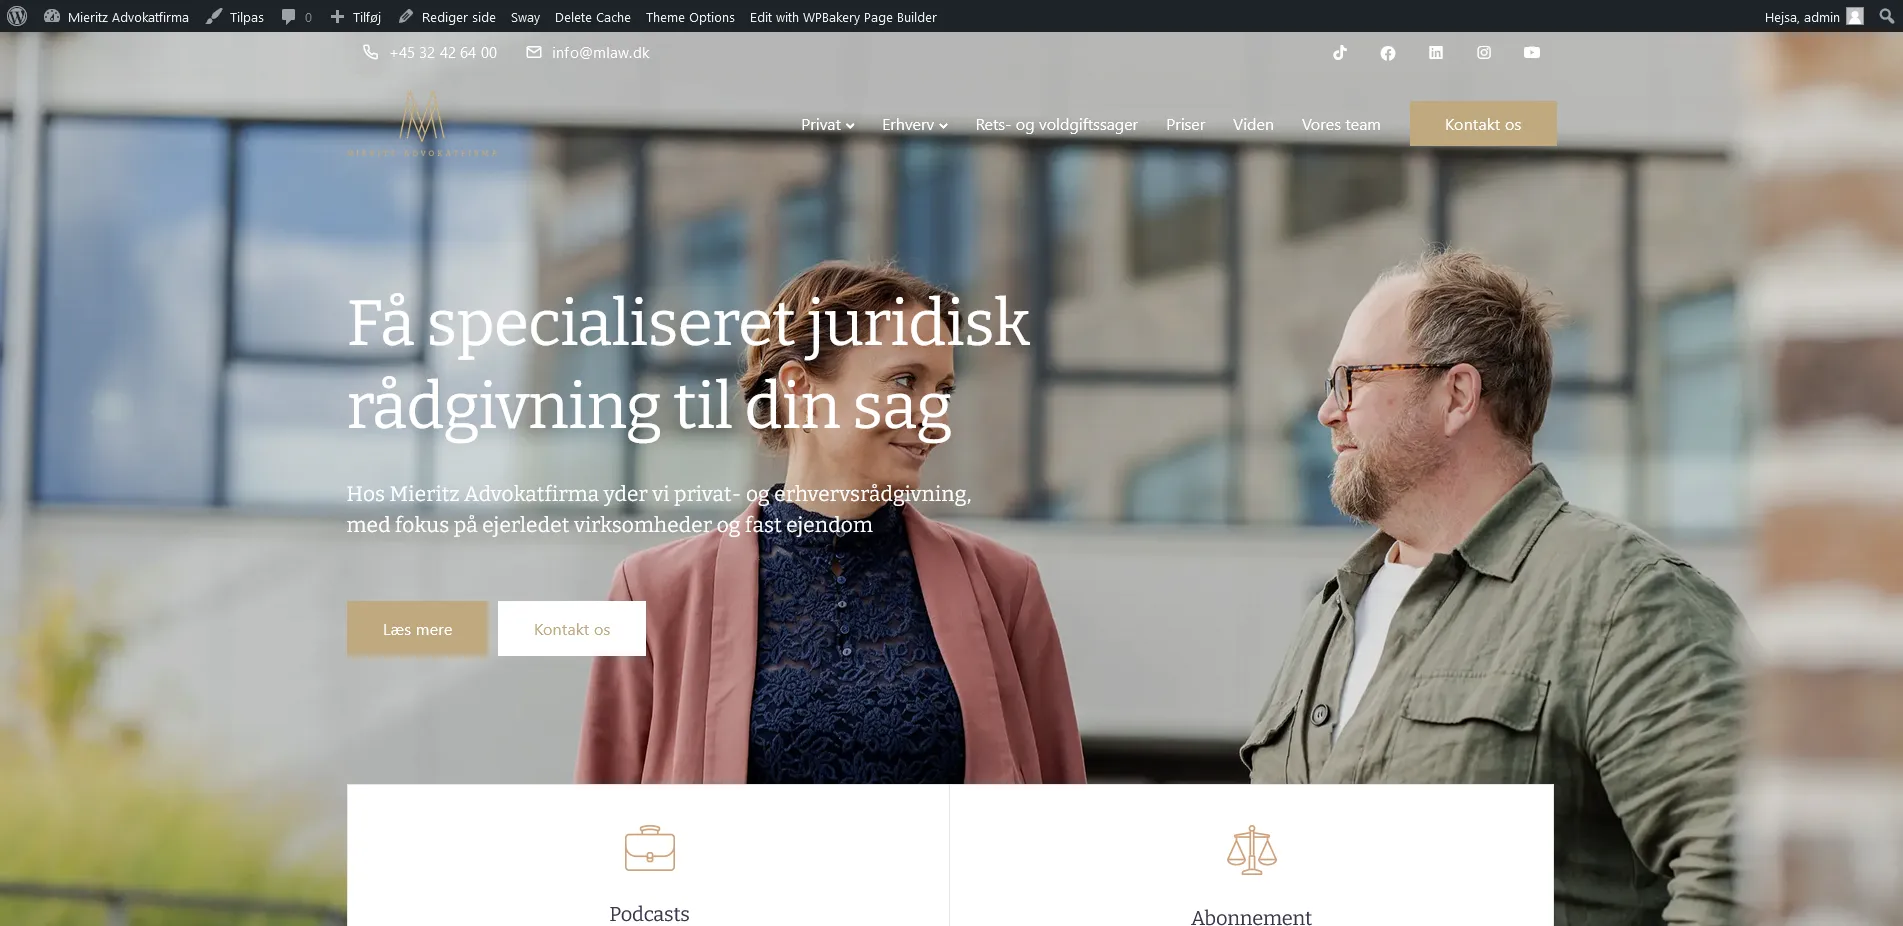 Mieritz Advokatfirma Tilpas 0 Tilføj Rediger side Sway Delete Cache Theme Options Edit with WPBakery Page Builder Hejsa, admin
+45 32 42 64 00 info@mlaw.dk
MIERITZ ADVOKATFIRMA
Privat Erhverv Rets- og voldgiftssager Priser Viden Vores team Kontakt os
Få specialiseret juridisk
rådgivning til din sag
Hos Mieritz Advokatfirma yder vi privat- og erhvervsrådgivning,
med fokus på ejerledet virksomheder og fast ejendom
Læs mere Kontakt os
Podcasts Abonnement